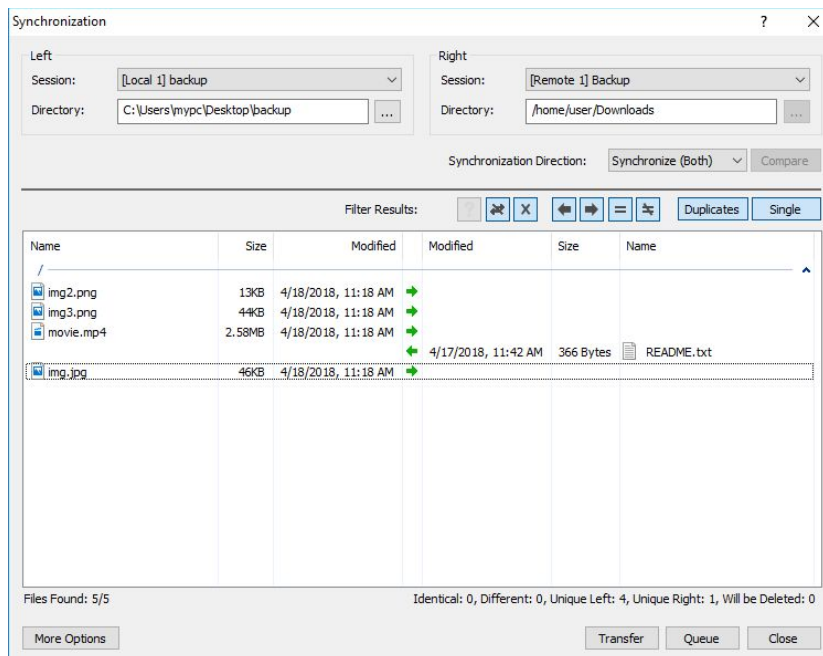 Synchronization
Left
Session: [Local 1] backup
Directory: C:\Users\mypc\Desktop\backup ...
Right
Session: [Remote 1] Backup
Directory: /home/user/Downloads ...
Synchronization Direction: Synchronize (Both) Compare
Filter Results: ? X = Duplicates Single
Name Size Modified Modified Size Name
/
img2.png 13KB 4/18/2018, 11:18 AM
img3.png 44KB 4/18/2018, 11:18 AM
movie.mp4 2.58MB 4/18/2018, 11:18 AM
4/17/2018, 11:42 AM 366 Bytes README.txt
img.jpg 46KB 4/18/2018, 11:18 AM
Files Found: 5/5 Identical: 0, Different: 0, Unique Left: 4, Unique Right: 1, Will be Deleted: 0
More Options Transfer Queue Close